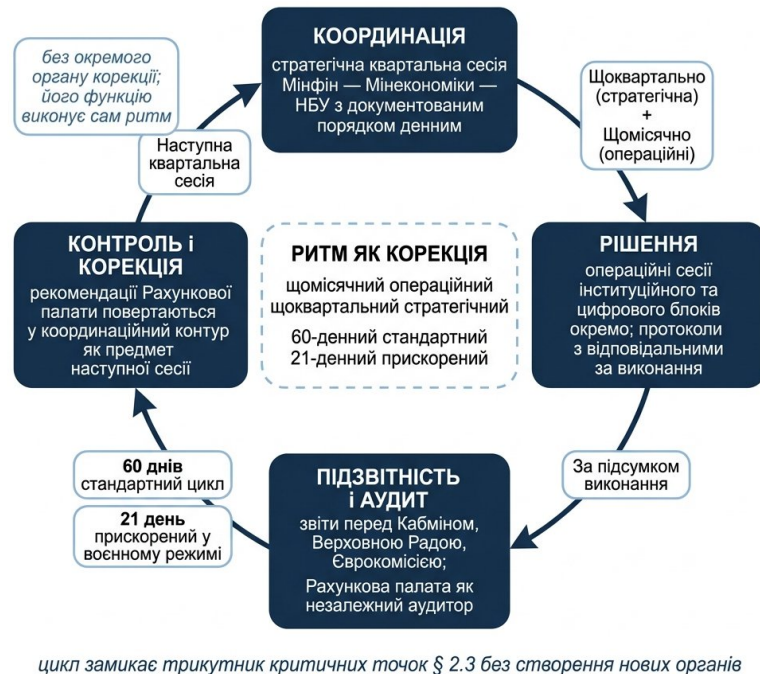 КООРДИНАЦІЯ
стратегічна квартальна сесія
Мінфін — Мінекономіки —
НБУ з документованим
порядком денним
без окремого
органу корекції;
його функцію
виконує сам ритм
Наступна
квартальна
сесія
Щоквартально
(стратегічна)
+
Щомісячно
(операційні)
КОНТРОЛЬ і
КОРЕКЦІЯ
рекомендації Рахункової
палати повертаються
у координаційний контур
як предмет
наступної сесії
РИТМ ЯК КОРЕКЦІЯ
щомісячний операційний
щоквартальний стратегічний
60-денний стандартний
21-денний прискорений
РІШЕННЯ
операційні сесії
інституційного та
цифрового блоків
окремо; протоколи
з відповідальними
за виконання
60 днів
стандартний цикл
21 день
прискорений у
воєнному режимі
ПІДЗВІТНІСТЬ
і АУДИТ
звіти перед Кабміном,
Верховною Радою,
Єврокомісією;
Рахункова палата як
незалежний аудитор
За підсумком
виконання
цикл замикає трикутник критичних точок § 2.3 без створення нових органів